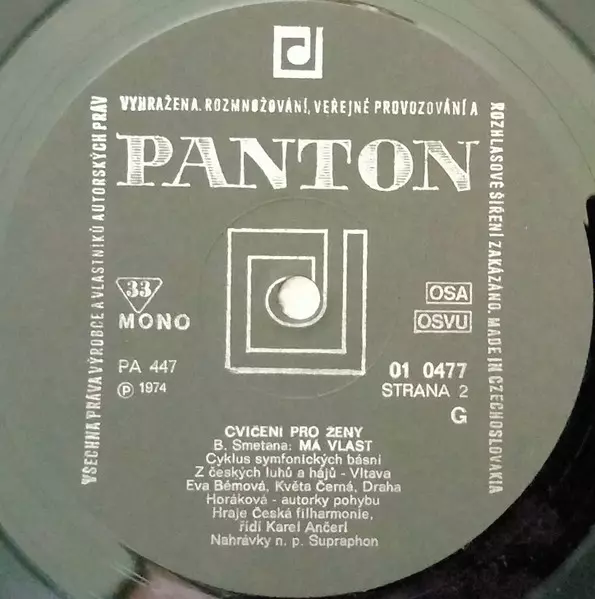 VŠECHNA PRÁVA VÝROBCE A VLASTNÍKŮ AUTORSKÝCH PRÁV
VYHRAŽENA. ROZMNOŽOVÁNÍ, VEŘEJNÉ PROVOZOVÁNÍ A
ROZHLASOVÉ ŠÍŘENÍ ZAKÁZÁNO. MADE IN CZECHOSLOVAKIA
PANTON
33
MONO
OSA
OSVU
PA 447
Ⓟ 1974
01 0477
STRANA 2
G
CVIČENI PRO ŽENY
B. Smetana: MÁ VLAST
Cyklus symfonických básní
Z českých luhů a hájů - Vltava
Eva Bémová, Květa Černá, Draha
Horáková - autorky pohybu
Hraje Česká filharmonie,
řídí Karel Ančerl
Nahrávky n. p. Supraphon